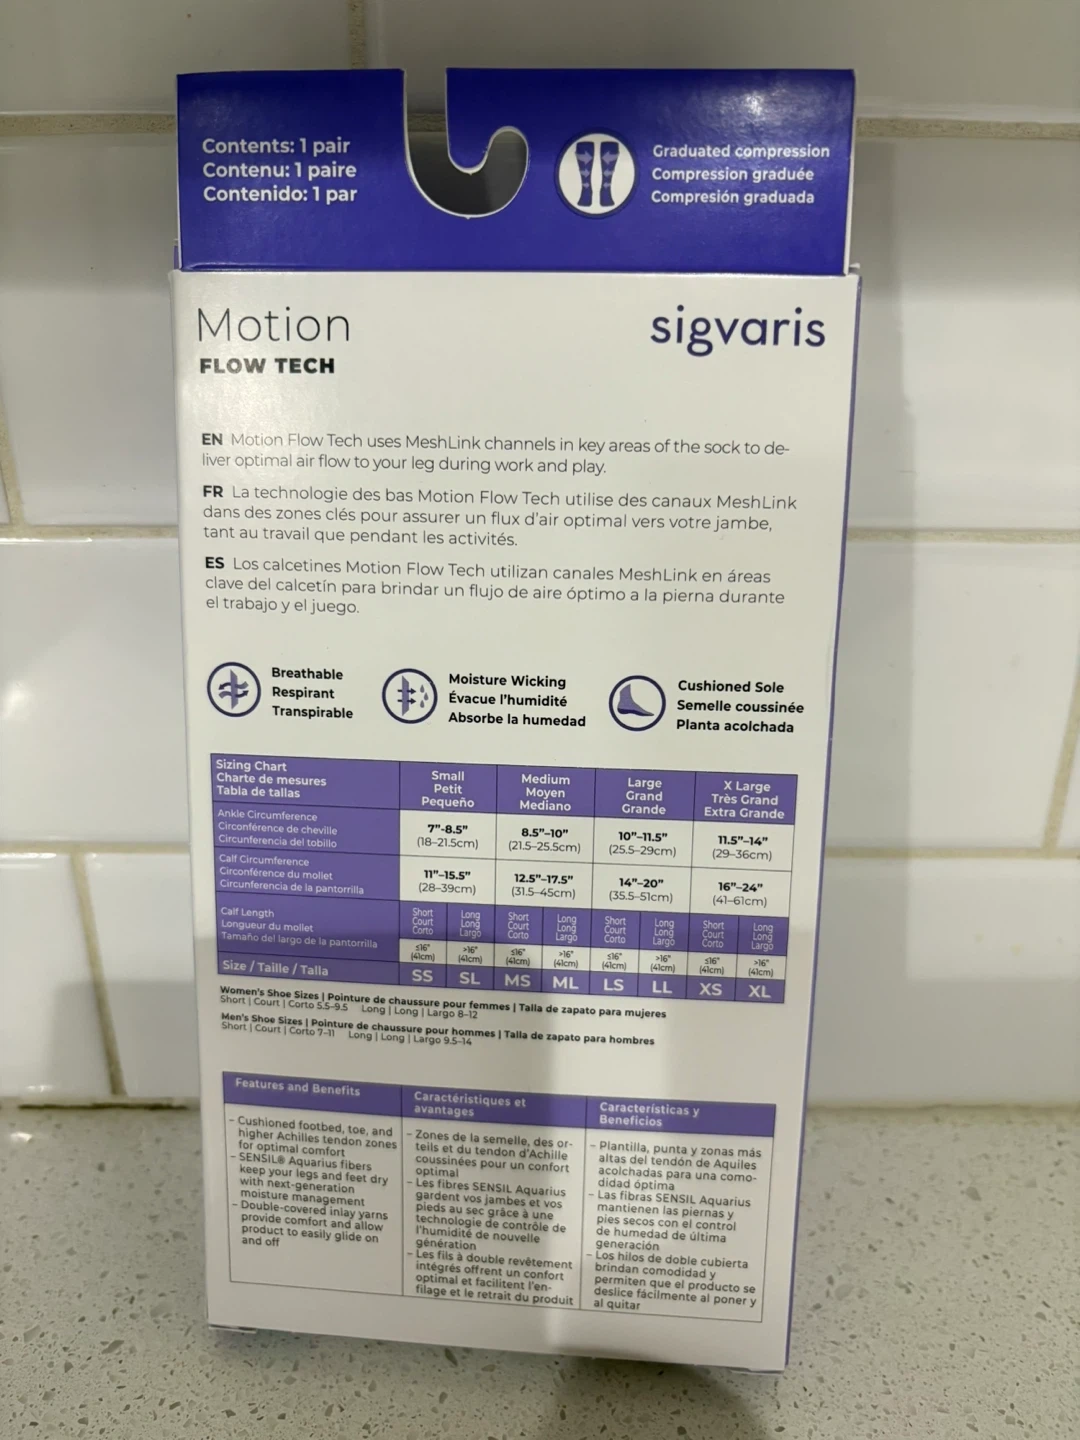 Contents: 1 pair
Contenu: 1 paire
Contenido: 1 par
Graduated compression
Compression graduée
Compresión graduada
Motion
FLOW TECH
sigvaris
EN Motion Flow Tech uses MeshLink channels in key areas of the sock to de-
liver optimal air flow to your leg during work and play.
FR La technologie des bas Motion Flow Tech utilise des canaux MeshLink
dans des zones clés pour assurer un flux d'air optimal vers votre jambe,
tant au travail que pendant les activités.
ES Los calcetines Motion Flow Tech utilizan canales MeshLink en áreas
clave del calcetín para brindar un flujo de aire óptimo a la pierna durante
el trabajo y el juego.
Breathable
Respirant
Transpirable
Moisture Wicking
Évacue l'humidité
Absorbe la humedad
Cushioned Sole
Semelle coussinée
Planta acolchada
Sizing Chart
Charte de mesures
Tabla de tallas
Small
Petit
Pequeño
Medium
Moyen
Mediano
Large
Grand
Grande
X Large
Très Grand
Extra Grande
Ankle Circumference
Circonférence de cheville
Circunferencia del tobillo
7"-8.5"
(18–21.5cm)
8.5"–10"
(21.5–25.5cm)
10"–11.5"
(25.5–29cm)
11.5"–14"
(29–36cm)
Calf Circumference
Circonférence du mollet
Circunferencia de la pantorrilla
11"–15.5"
(28–39cm)
12.5"–17.5"
(31.5–45cm)
14"–20"
(35.5–51cm)
16"–24"
(41–61cm)
Calf Length
Longueur du mollet
Tamaño del largo de la pantorrilla
Short
Court
Corto
Long
Long
Largo
Short
Court
Corto
Long
Long
Largo
Short
Court
Corto
Long
Long
Largo
Short
Court
Corto
Long
Long
Largo
≤16"
(41cm)
>16"
(41cm)
≤16"
(41cm)
>16"
(41cm)
≤16"
(41cm)
>16"
(41cm)
≤16"
(41cm)
>16"
(41cm)
Size / Taille / Talla
SS SL MS ML LS LL XS XL
Women's Shoe Sizes | Pointure de chaussure pour femmes | Talla de zapato para mujeres
Short | Court | Corto 5.5–9.5 Long | Long | Largo 8–12
Men's Shoe Sizes | Pointure de chaussure pour hommes | Talla de zapato para hombres
Short | Court | Corto 7–11 Long | Long | Largo 9.5–14
Features and Benefits
- Cushioned footbed, toe, and
higher Achilles tendon zones
for optimal comfort
- SENSIL® Aquarius fibers
keep your legs and feet dry
with next-generation
moisture management
- Double-covered inlay yarns
provide comfort and allow
product to easily glide on
and off
Caractéristiques et
avantages
- Zones de la semelle, des or-
teils et du tendon d'Achille
coussinées pour un confort
optimal
- Les fibres SENSIL Aquarius
gardent vos jambes et vos
pieds au sec grâce à une
technologie de contrôle de
l'humidité de nouvelle
génération
- Les fils à double revêtement
intégrés offrent un confort
optimal et facilitent l'en-
filage et le retrait du produit
Características y
Beneficios
- Plantilla, punta y zonas más
altas del tendón de Aquiles
acolchadas para una como-
didad óptima
- Las fibras SENSIL Aquarius
mantienen las piernas y
pies secos con el control
de humedad de última
generación
- Los hilos de doble cubierta
brindan comodidad y
permiten que el producto se
deslice fácilmente al poner y
al quitar